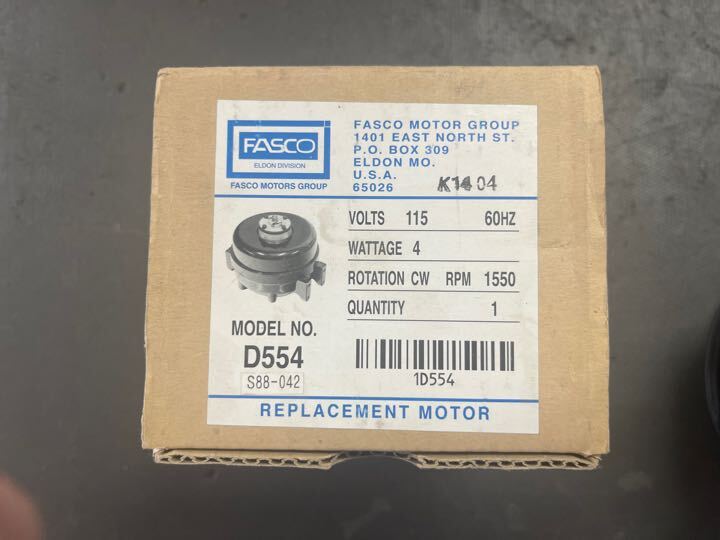 FASCO
ELDON DIVISION
FASCO MOTORS GROUP
FASCO MOTOR GROUP
1401 EAST NORTH ST.
P.O. BOX 309
ELDON MO.
U.S.A.
65026
04
VOLTS 115 60HZ
WATTAGE 4
ROTATION CW RPM 1550
QUANTITY 1
MODEL NO.
D554
S88-042
1D554
REPLACEMENT MOTOR